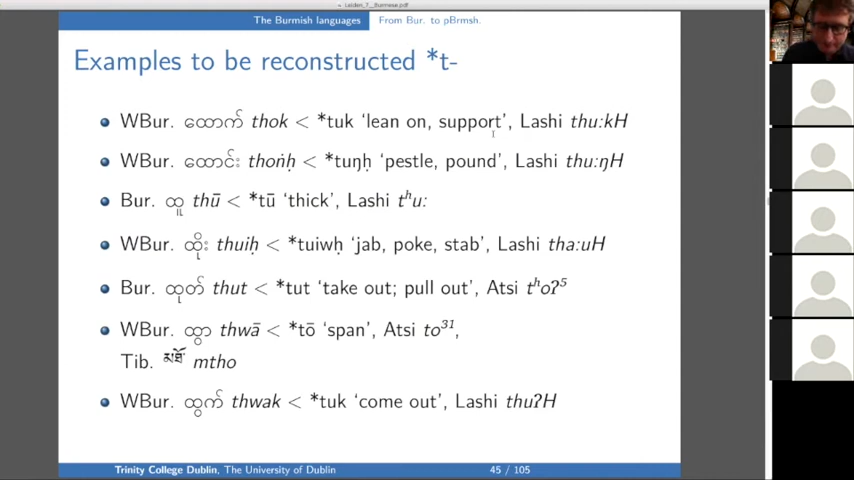 Leiden_7__Burmese.pdf
The Burmish languages From Bur. to pBrmsh.
Examples to be reconstructed *t-
WBur. ထောက် thok < *tuk ‘lean on, support’, Lashi thu:kH
WBur. ထောင်း thoṅḥ < *tuŋḥ ‘pestle, pound’, Lashi thu:ŋH
Bur. ထူ thū < *tū ‘thick’, Lashi tʰu:
WBur. ထိုး thuiḥ < *tuiwḥ ‘jab, poke, stab’, Lashi tha:uH
Bur. ထုတ် thut < *tut ‘take out; pull out’, Atsi tʰoʔ⁵
WBur. ထွာ thwā < *tō ‘span’, Atsi to³¹,
Tib. མཐོ་ mtho
WBur. ထွက် thwak < *tuk ‘come out’, Lashi thuʔH
Trinity College Dublin, The University of Dublin 45 / 105